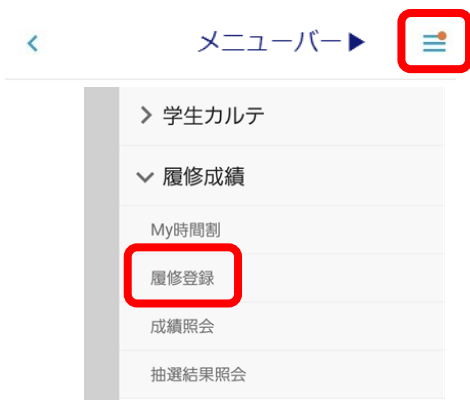 メニューバー▶
学生カルテ
履修成績
My時間割
履修登録
成績照会
抽選結果照会